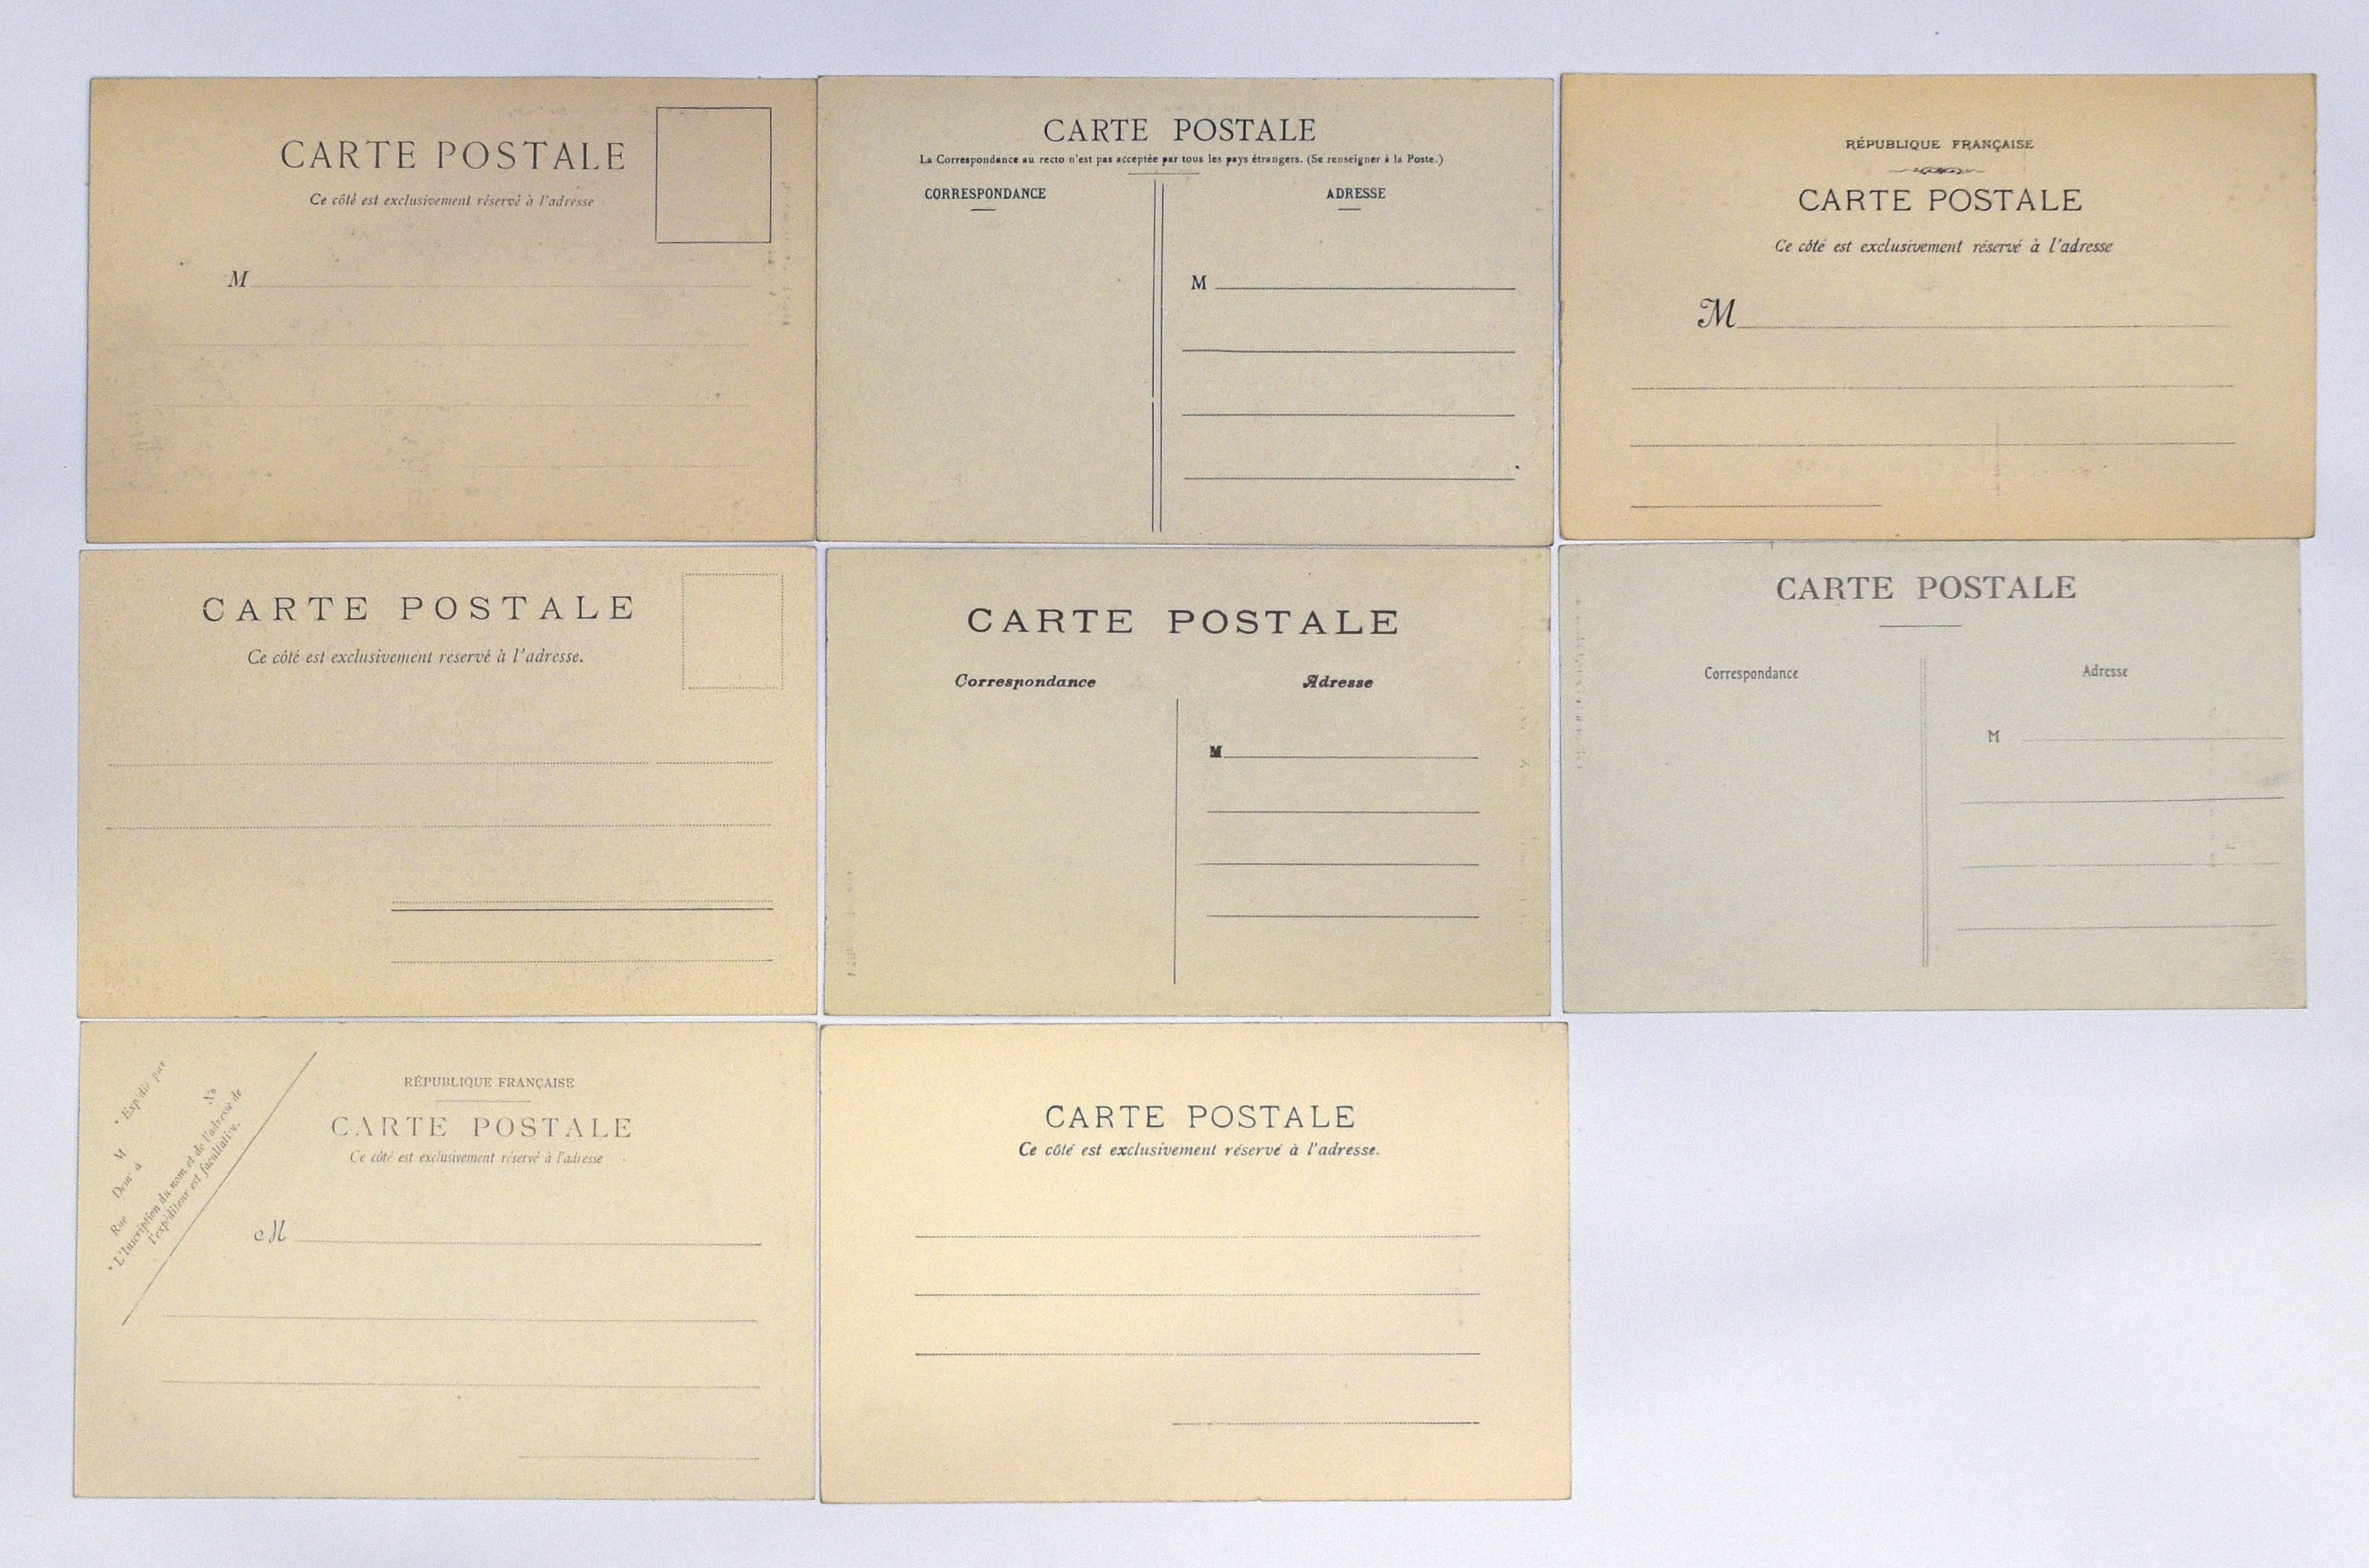 CARTE POSTALE
Ce côté est exclusivement réservé à l'adresse
M
CARTE POSTALE
La Correspondance au recto n'est pas acceptée par tous les pays étrangers. (Se renseigner à la Poste.)
CORRESPONDANCE
ADRESSE
M
RÉPUBLIQUE FRANÇAISE
CARTE POSTALE
Ce côté est exclusivement réservé à l'adresse
M
CARTE POSTALE
Ce côté est exclusivement reservé à l'adresse.
CARTE POSTALE
Correspondance
Adresse
M
CARTE POSTALE
Correspondance
Adresse
M
* Expédié par
M
Demt à
Rue
No
* L'Inscription du nom et de l'adresse de
l'expéditeur est facultative.
RÉPUBLIQUE FRANÇAISE
CARTE POSTALE
Ce côté est exclusivement réservé à l'adresse
M
CARTE POSTALE
Ce côté est exclusivement réservé à l'adresse.